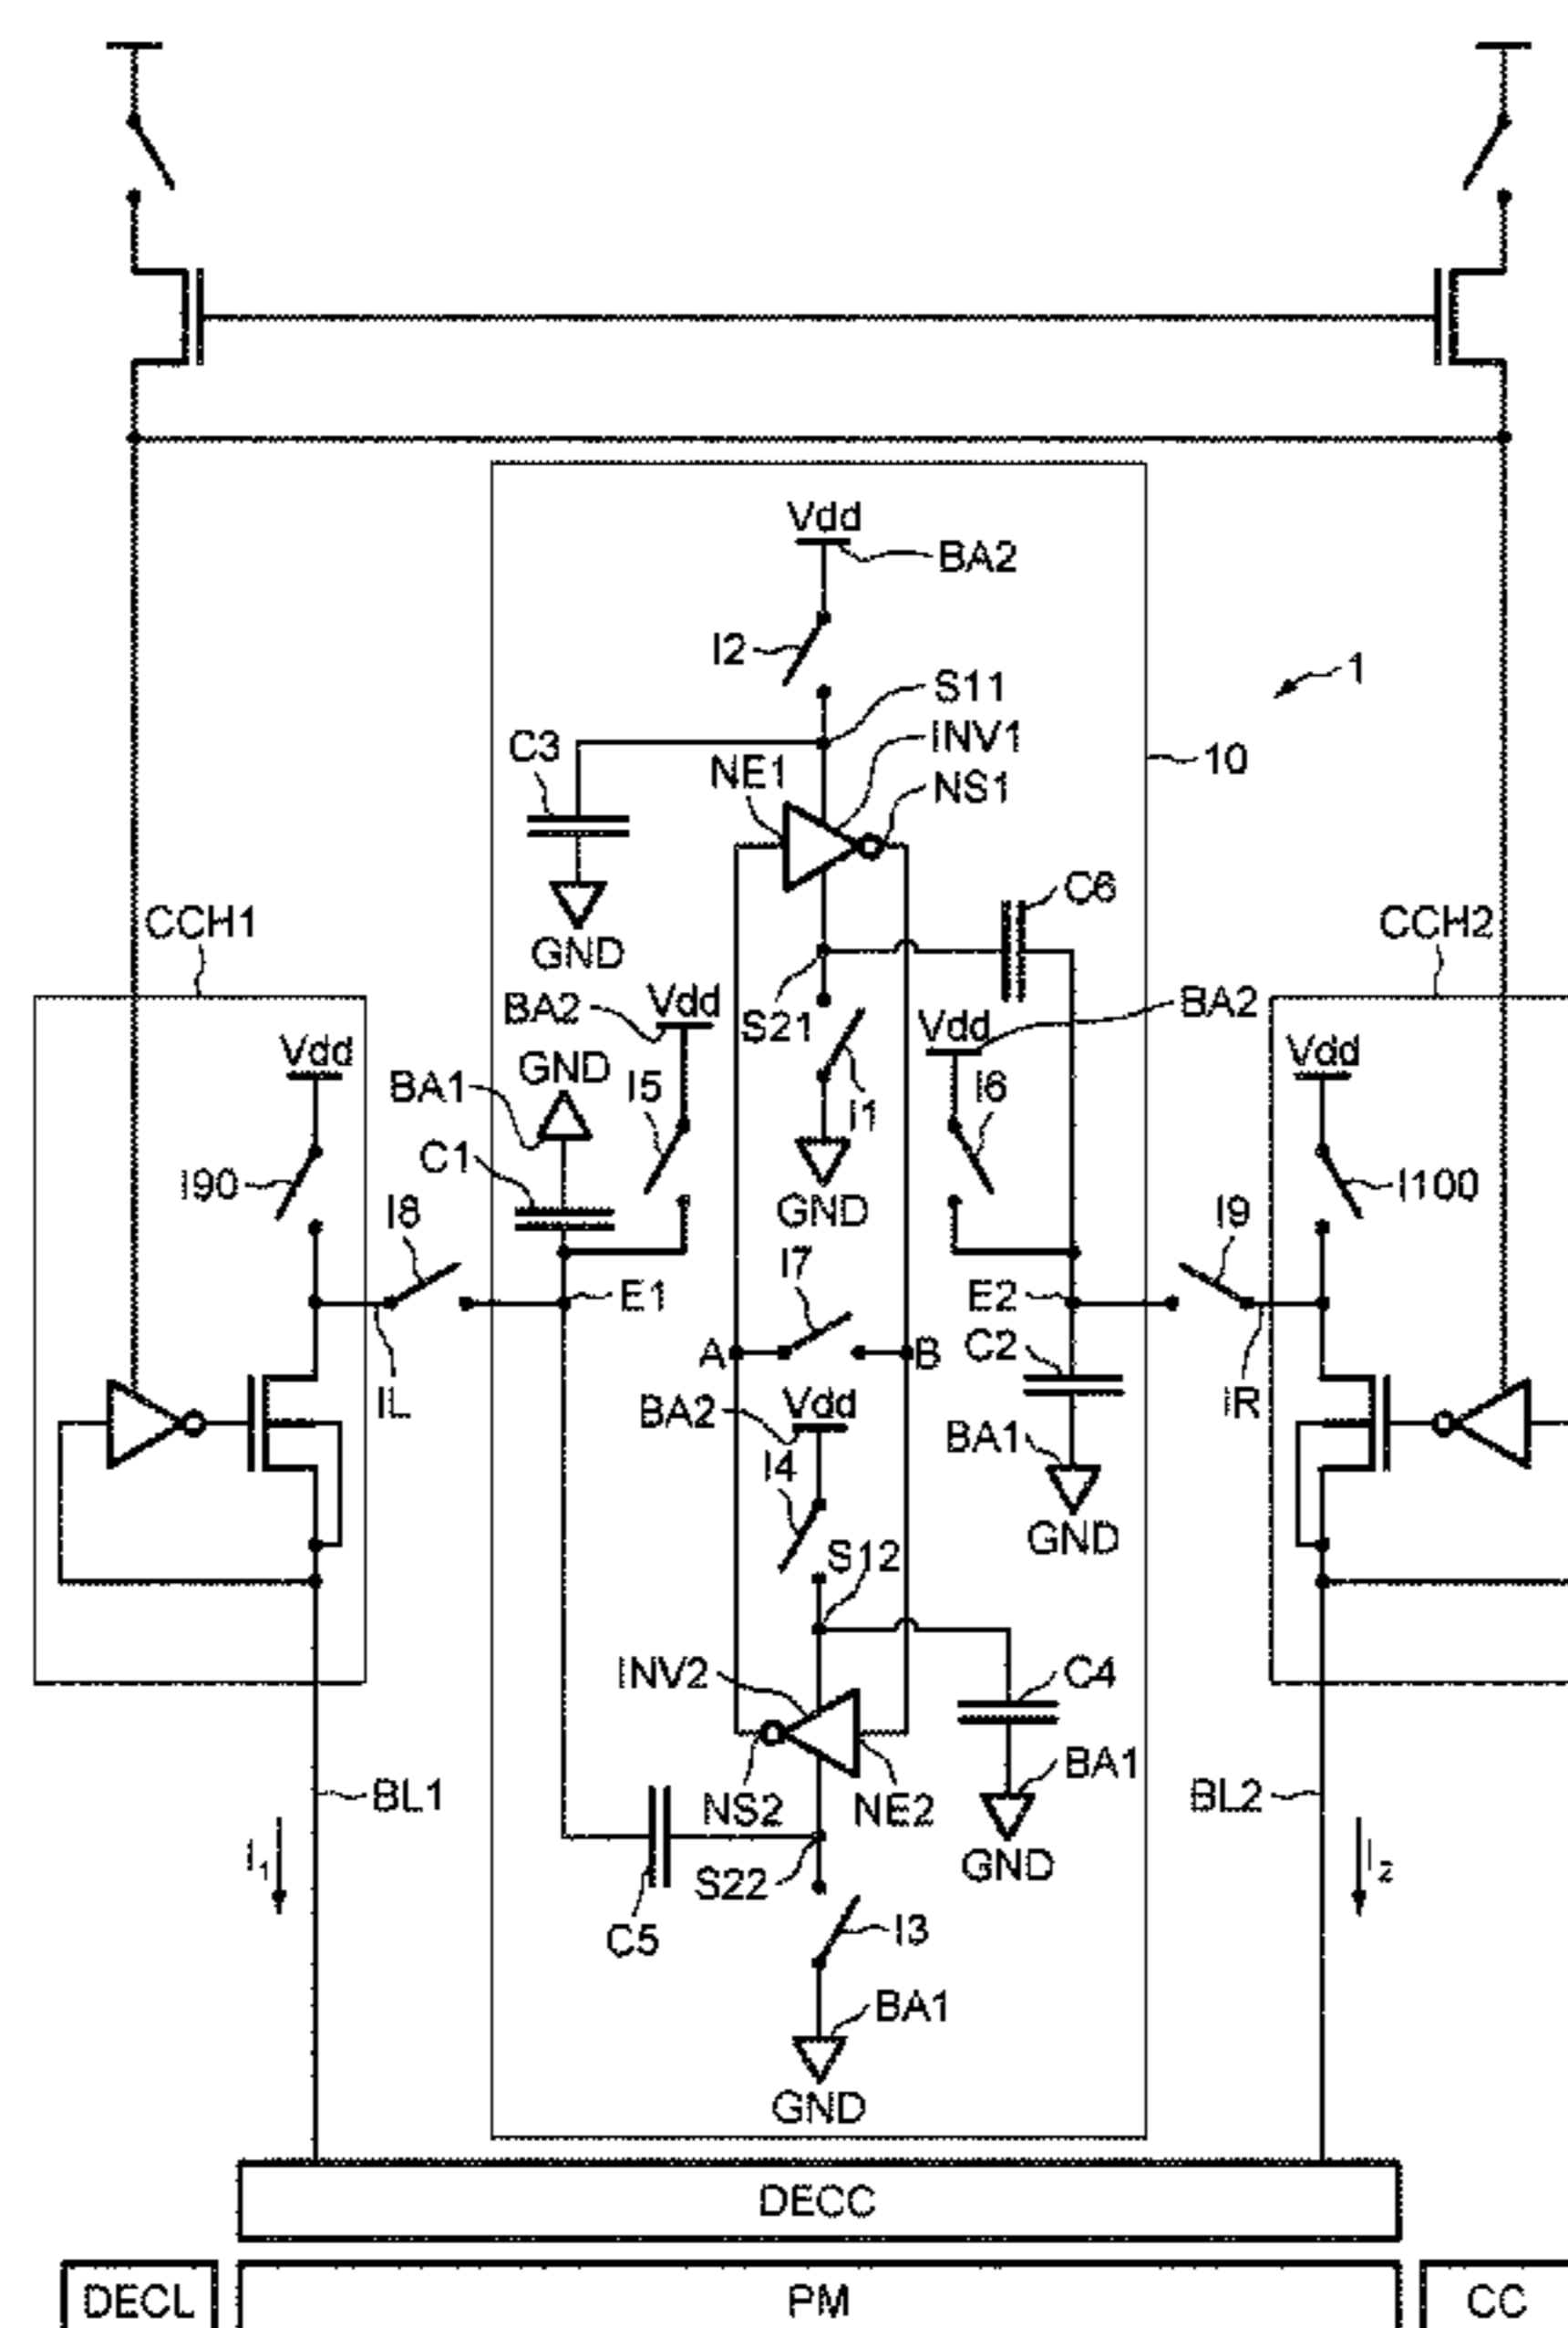 Vdd
BA2
I2
S11
1
C3
INV1
NE1
NS1
10
C6
GND
CCH1
CCH2
BA2
Vdd
S21
Vdd
BA2
Vdd
GND
I5
I6
Vdd
BA1
I1
C1
I90
GND
I100
I8
I9
I7
E1
E2
A
B
C2
IL
BA2
Vdd
IR
BA1
I4
GND
S12
INV2
C4
BA1
BL1
NS2
NE2
BL2
I1
S22
GND
I2
C5
I3
BA1
GND
DECC
DECL
PM
CC